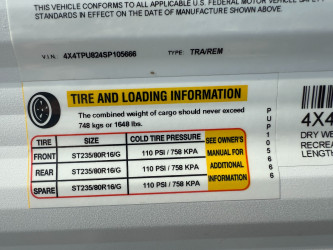 THIS VEHICLE CONFORMS TO ALL APPLICABLE U.S. FEDERAL MOTOR VEHICLE SAFETY
STANDARDS IN EFFECT ON THE DATE OF MANUFACTURE SHOWN ABOVE.
V I N: 4X4TPU824SP105666 TYPE: TRA/REM
TIRE AND LOADING INFORMATION
The combined weight of cargo should never exceed
748 kgs or 1648 lbs.
TIRE SIZE COLD TIRE PRESSURE SEE OWNER'S
MANUAL FOR
ADDITIONAL
INFORMATION
FRONT ST235/80R16/G 110 PSI / 758 KPA
REAR ST235/80R16/G 110 PSI / 758 KPA
SPARE ST235/80R16/G 110 PSI / 758 KPA
PUP105666
4X4
DRY WE
RECREA
LENGTH